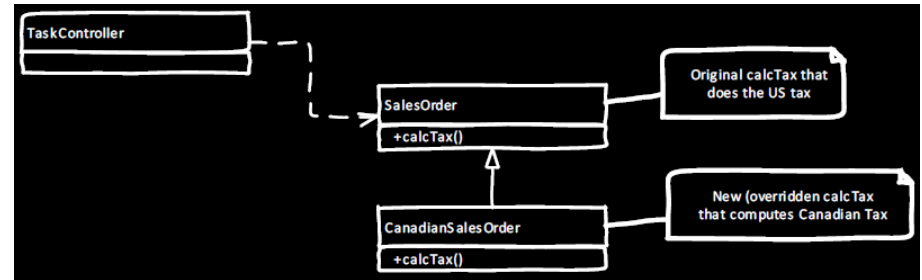 TaskController
Original calcTax that
does the US tax
SalesOrder
+calcTax()
New (overridden calcTax
that computes Canadian Tax
CanadianSalesOrder
+calcTax()